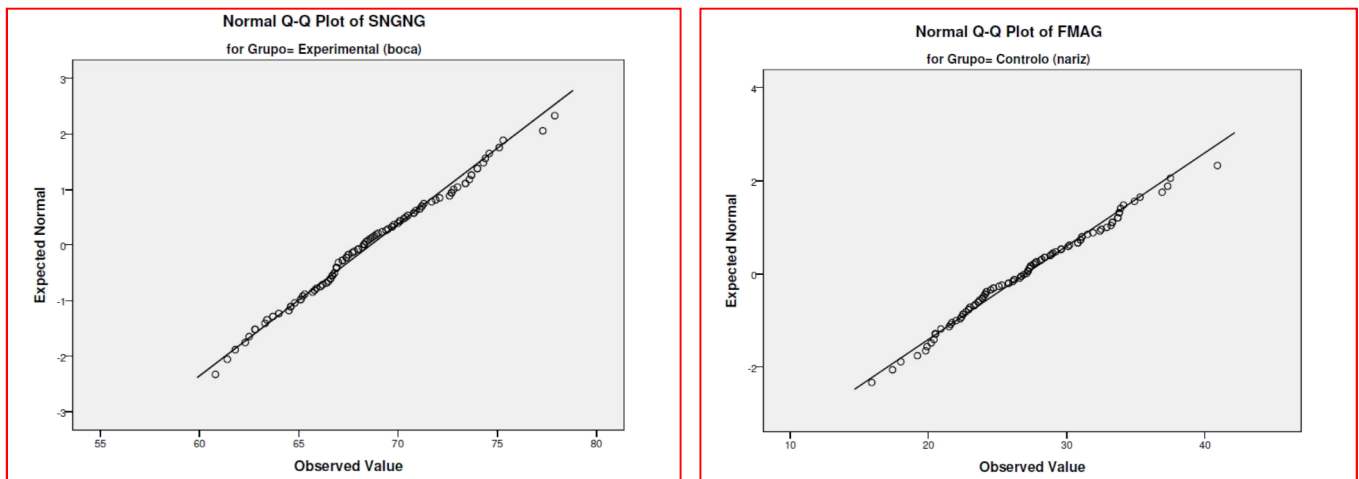 Normal Q-Q Plot of SNGNG
for Grupo= Experimental (boca)
Expected Normal
3
2
1
0
-1
-2
-3
55 60 65 70 75 80
Observed Value
Normal Q-Q Plot of FMAG
for Grupo= Controlo (nariz)
Expected Normal
4
2
0
-2
10 20 30 40
Observed Value